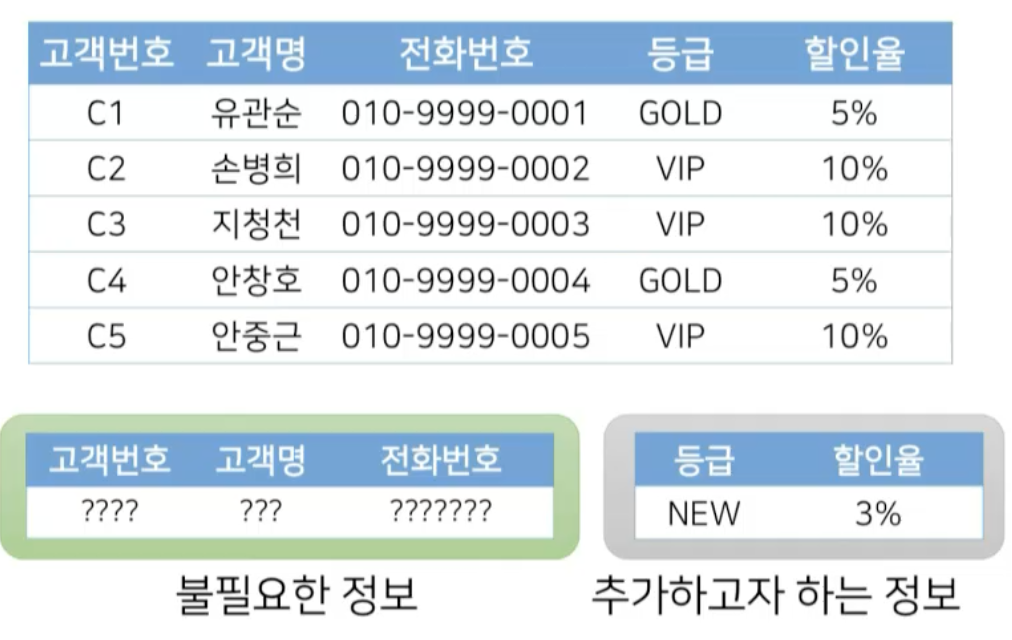 고객번호 고객명 전화번호 등급 할인율
C1 유관순 010-9999-0001 GOLD 5%
C2 손병희 010-9999-0002 VIP 10%
C3 지청천 010-9999-0003 VIP 10%
C4 안창호 010-9999-0004 GOLD 5%
C5 안중근 010-9999-0005 VIP 10%
고객번호 고객명 전화번호
???? ??? ???????
불필요한 정보
등급 할인율
NEW 3%
추가하고자 하는 정보